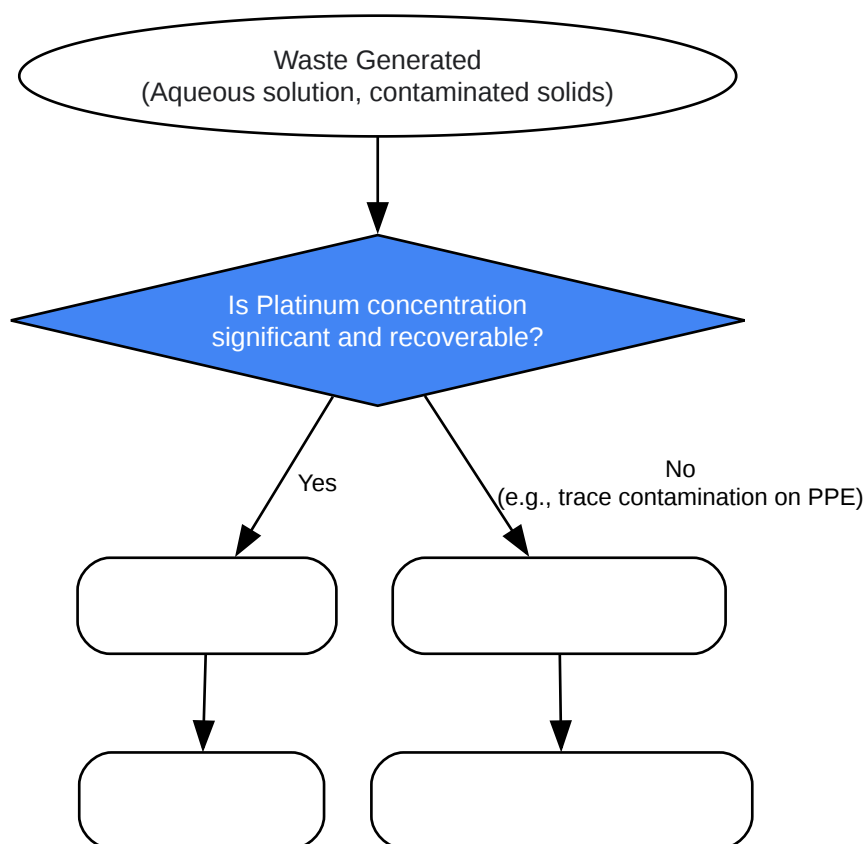 Waste Generated
(Aqueous solution, contaminated solids)
Is Platinum concentration
significant and recoverable?
Yes
No
(e.g., trace contamination on PPE)